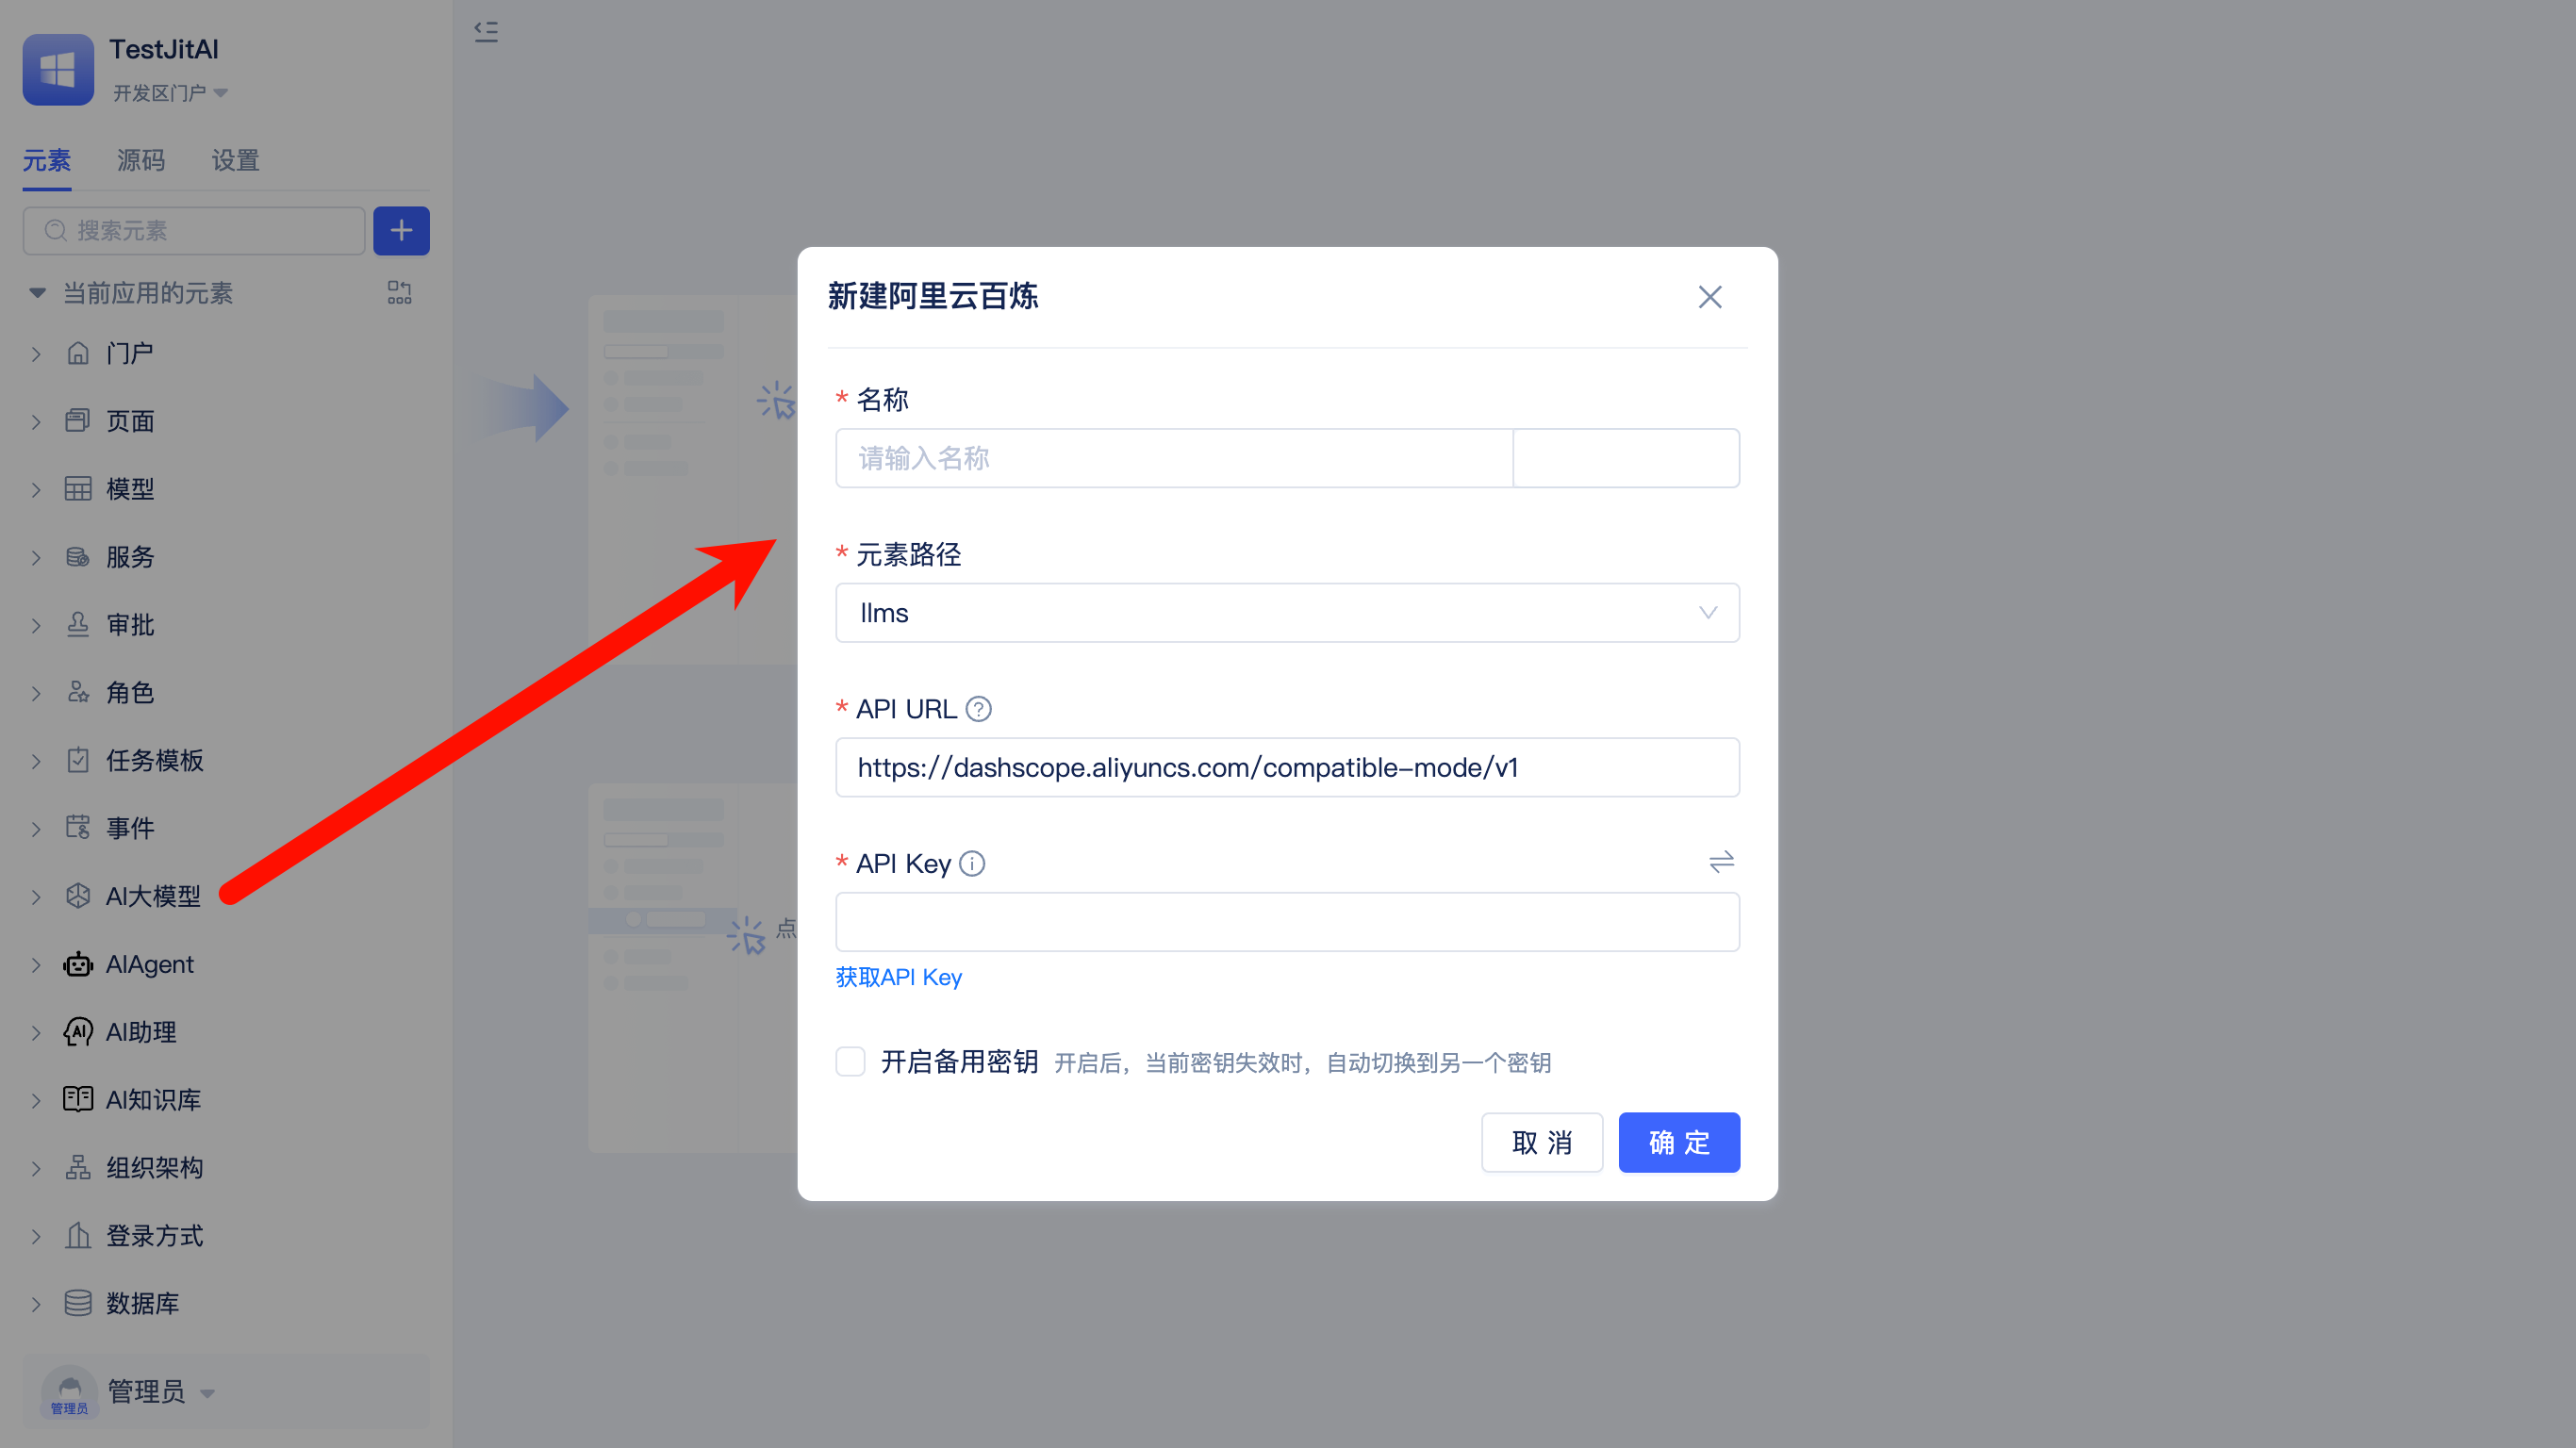 TestJitAI
开发区门户
元素 源码 设置
搜索元素
当前应用的元素
门户
页面
模型
服务
审批
角色
任务模板
事件
AI大模型
AIAgent
AI助理
AI知识库
组织架构
登录方式
数据库
管理员
管理员
点
新建阿里云百炼
* 名称
请输入名称
* 元素路径
llms
* API URL
https://dashscope.aliyuncs.com/compatible-mode/v1
* API Key
获取API Key
开启备用密钥 开启后，当前密钥失效时，自动切换到另一个密钥
取 消
确 定